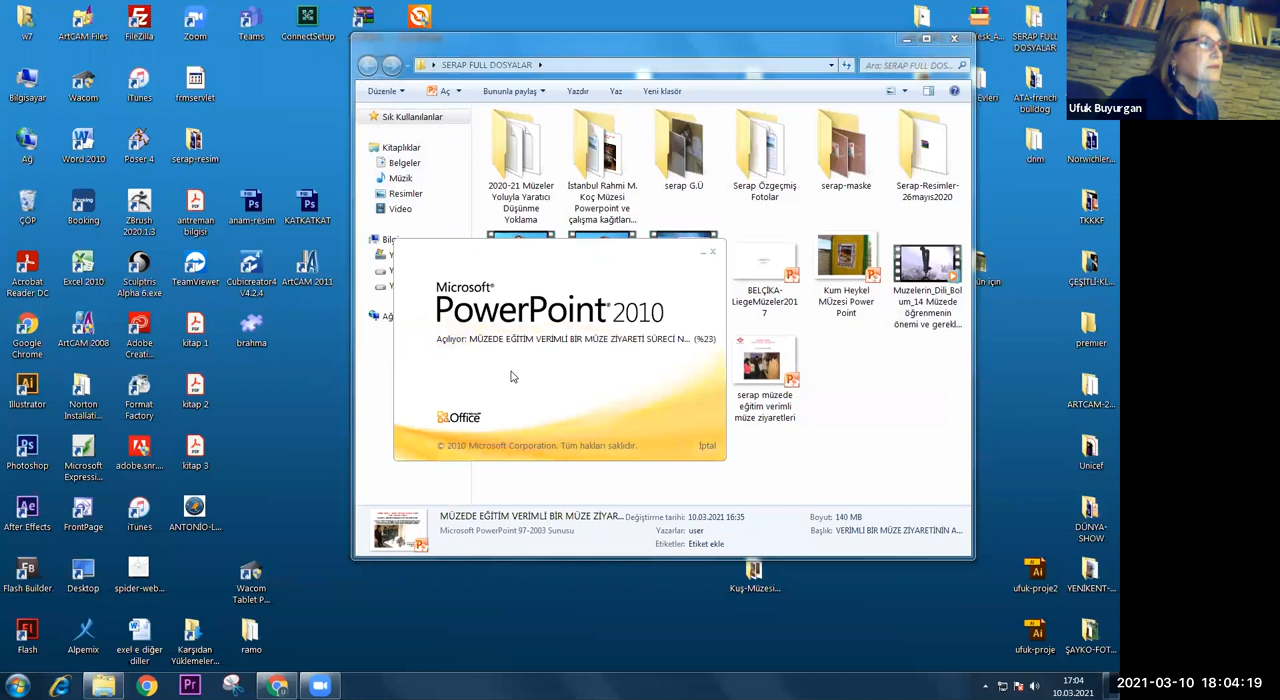 w7
ArtCAM Files
FileZilla
Zoom
Teams
ConnectSetup
SERAP FULL
DOSYALAR
Ufuk Buyurgan
Bilgisayar
Wacom
iTunes
frmservlet
Evleri
ATA-french
bulldog
Ağ
Word 2010
Poser 4
serap-resim
dnm
Norwichler...
ÇÖP
Booking
ZBrush
2020.1.3
antreman
bilgisi
anam-resim
KATKATKAT
TKKKF
Acrobat
Reader DC
Excel 2010
Sculptris
Alpha 6.exe
TeamViewer
Cubicreator4
v4.2.4
ArtCAM 2011
ün için
ÇEŞİTLİ-KL...
Google
Chrome
ArtCAM 2008
Adobe
Creati...
kitap 1
brahma
premier
Illustrator
Norton
Installati...
Format
Factory
kitap 2
ARTCAM-2...
Photoshop
Microsoft
Expressi...
adobe.snr....
kitap 3
Unicef
After Effects
FrontPage
iTunes
ANTONİO-L...
DÜNYA-
SHOW
Flash Builder.
Desktop
spider-web...
Wacom
Tablet P...
Kuş-Müzesi...
ufuk-proje2
YENİKENT-...
Flash
Alpemix
exel e diğer
diller
Karşıdan
Yüklemeler...
ramo
ufuk-proje
ŞAYKO-FOT...
SERAP FULL DOSYALAR
Ara: SERAP FULL DOS...
Düzenle
Aç
Bununla paylaş
Yazdır
Yaz
Yeni klasör
Sık Kullanılanlar
Kitaplıklar
Belgeler
Müzik
Resimler
Video
2020-21 Müzeler
Yoluyla Yaratıcı
Düşünme
Yoklama
İstanbul Rahmi M.
Koç Müzesi
Powerpoint ve
çalışma kağıtları...
serap G.Ü
Serap Özgeçmiş
Fotolar
serap-maske
Serap-Resimler-
26mayıs2020
BELÇİKA-
LiegeMüzeler201
7
Kum Heykel
MÜzesi Power
Point
Muzelerin_Dili_Bol
um_14 Müzede
öğrenmenin
önemi ve gerekl...
serap müzede
eğitim verimli
müze ziyaretleri
Microsoft®
PowerPoint® 2010
Açılıyor: MÜZEDE EĞİTİM VERİMLİ BİR MÜZE ZİYARETİ SÜRECİ N... (%23)
Office
© 2010 Microsoft Corporation. Tüm hakları saklıdır.
İptal
MÜZEDE EĞİTİM VERİMLİ BİR MÜZE ZİYAR...
Microsoft PowerPoint 97-2003 Sunusu
Değiştirme tarihi: 10.03.2021 16:35
Yazarlar: user
Etiketler: Etiket ekle
Boyut: 140 MB
Başlık: VERİMLİ BİR MÜZE ZİYARETİNİN A...
17:04
10.03.2021
2021-03-10 18:04:19